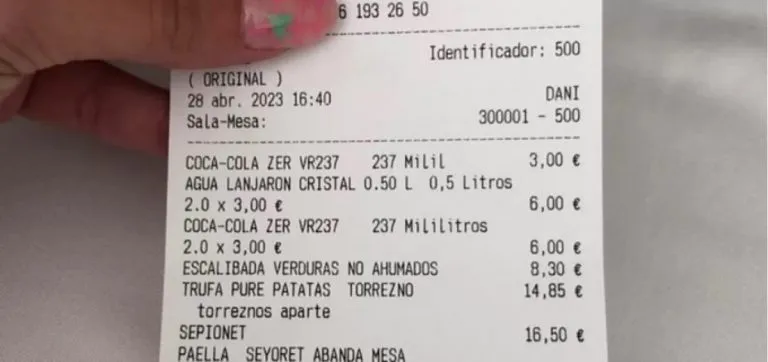 6 193 26 50
Identificador: 500
( ORIGINAL )
28 abr. 2023 16:40 DANI
Sala-Mesa: 300001 - 500
COCA-COLA ZER VR237 237 Milil 3,00 €
AGUA LANJARON CRISTAL 0.50 L 0,5 Litros
2.0 x 3,00 € 6,00 €
COCA-COLA ZER VR237 237 Mililitros
2.0 x 3,00 € 6,00 €
ESCALIBADA VERDURAS NO AHUMADOS 8,30 €
TRUFA PURE PATATAS TORREZNO 14,85 €
torreznos aparte
SEPIONET 16,50 €
PAELLA SEYORET ABANDA MESA